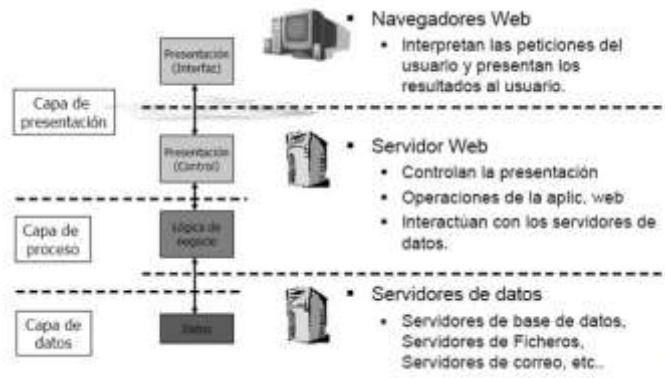 Presentación
(Interfaz)
Capa de
presentación
Presentación
(Control)
Capa de
proceso
Lógica de
negocio
Capa de
datos
Datos
Navegadores Web
Interpretan las peticiones del
usuario y presentan los
resultados al usuario.
Servidor Web
Controlan la presentación
Operaciones de la aplic. web
Interactúan con los servidores de
datos.
Servidores de datos
Servidores de base de datos,
Servidores de Ficheros,
Servidores de correo, etc..